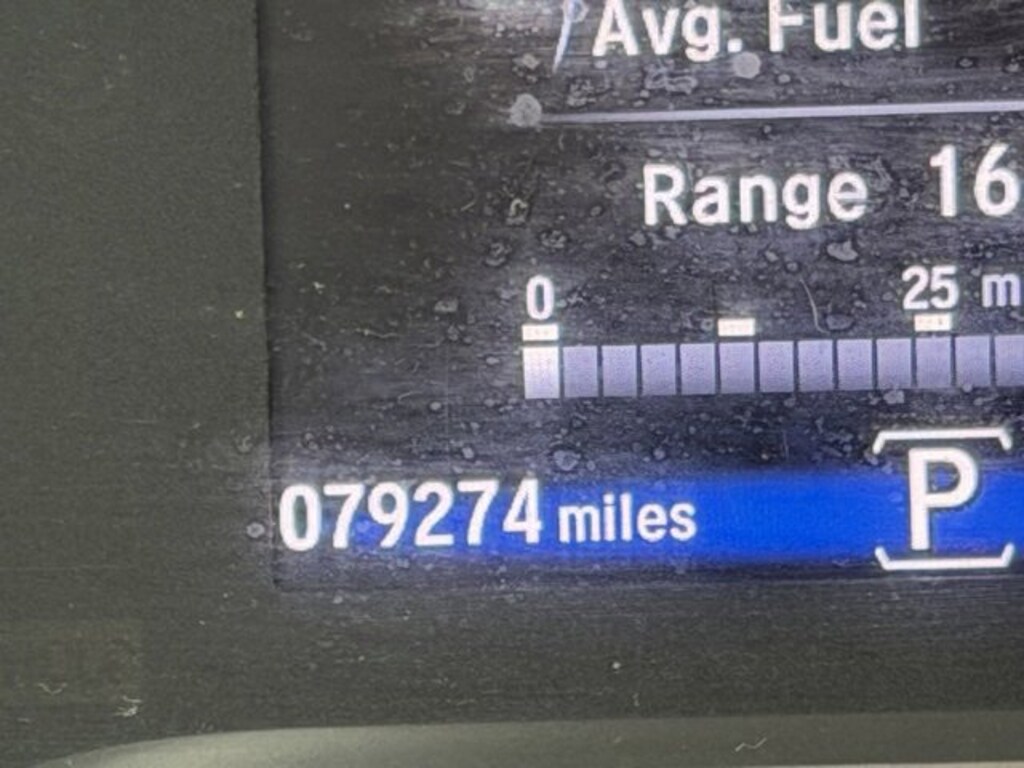 Avg. Fuel
Range 16
0 25 m
079274 miles P